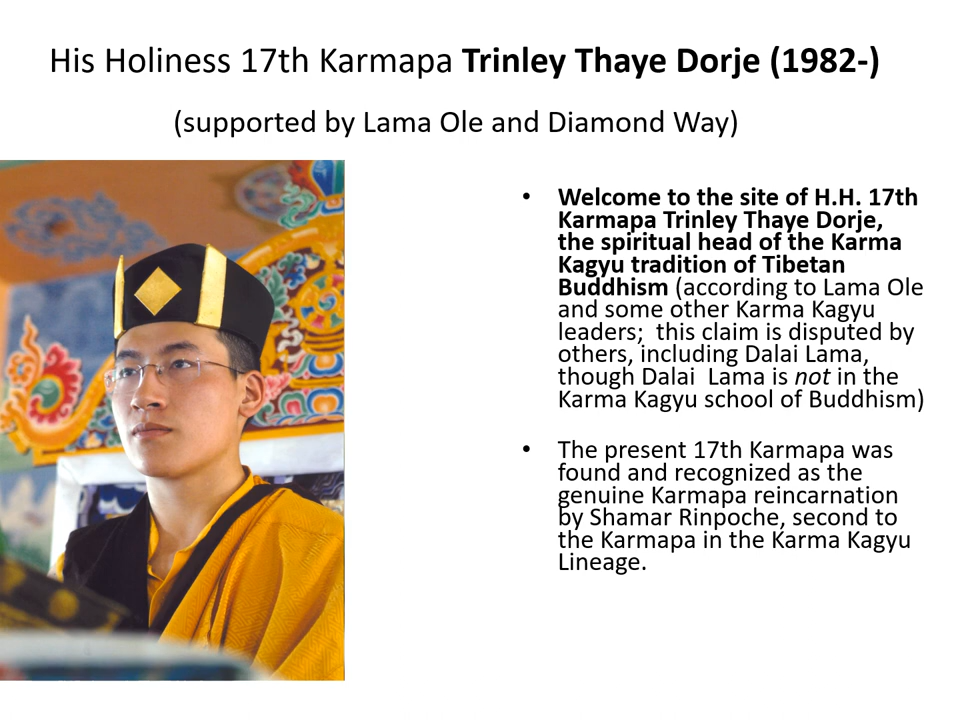 His Holiness 17th Karmapa Trinley Thaye Dorje (1982-)
(supported by Lama Ole and Diamond Way)
• Welcome to the site of H.H. 17th
Karmapa Trinley Thaye Dorje,
the spiritual head of the Karma
Kagyu tradition of Tibetan
Buddhism (according to Lama Ole
and some other Karma Kagyu
leaders;  this claim is disputed by
others, including Dalai Lama,
though Dalai  Lama is not in the
Karma Kagyu school of Buddhism)
• The present 17th Karmapa was
found and recognized as the
genuine Karmapa reincarnation
by Shamar Rinpoche, second to
the Karmapa in the Karma Kagyu
Lineage.